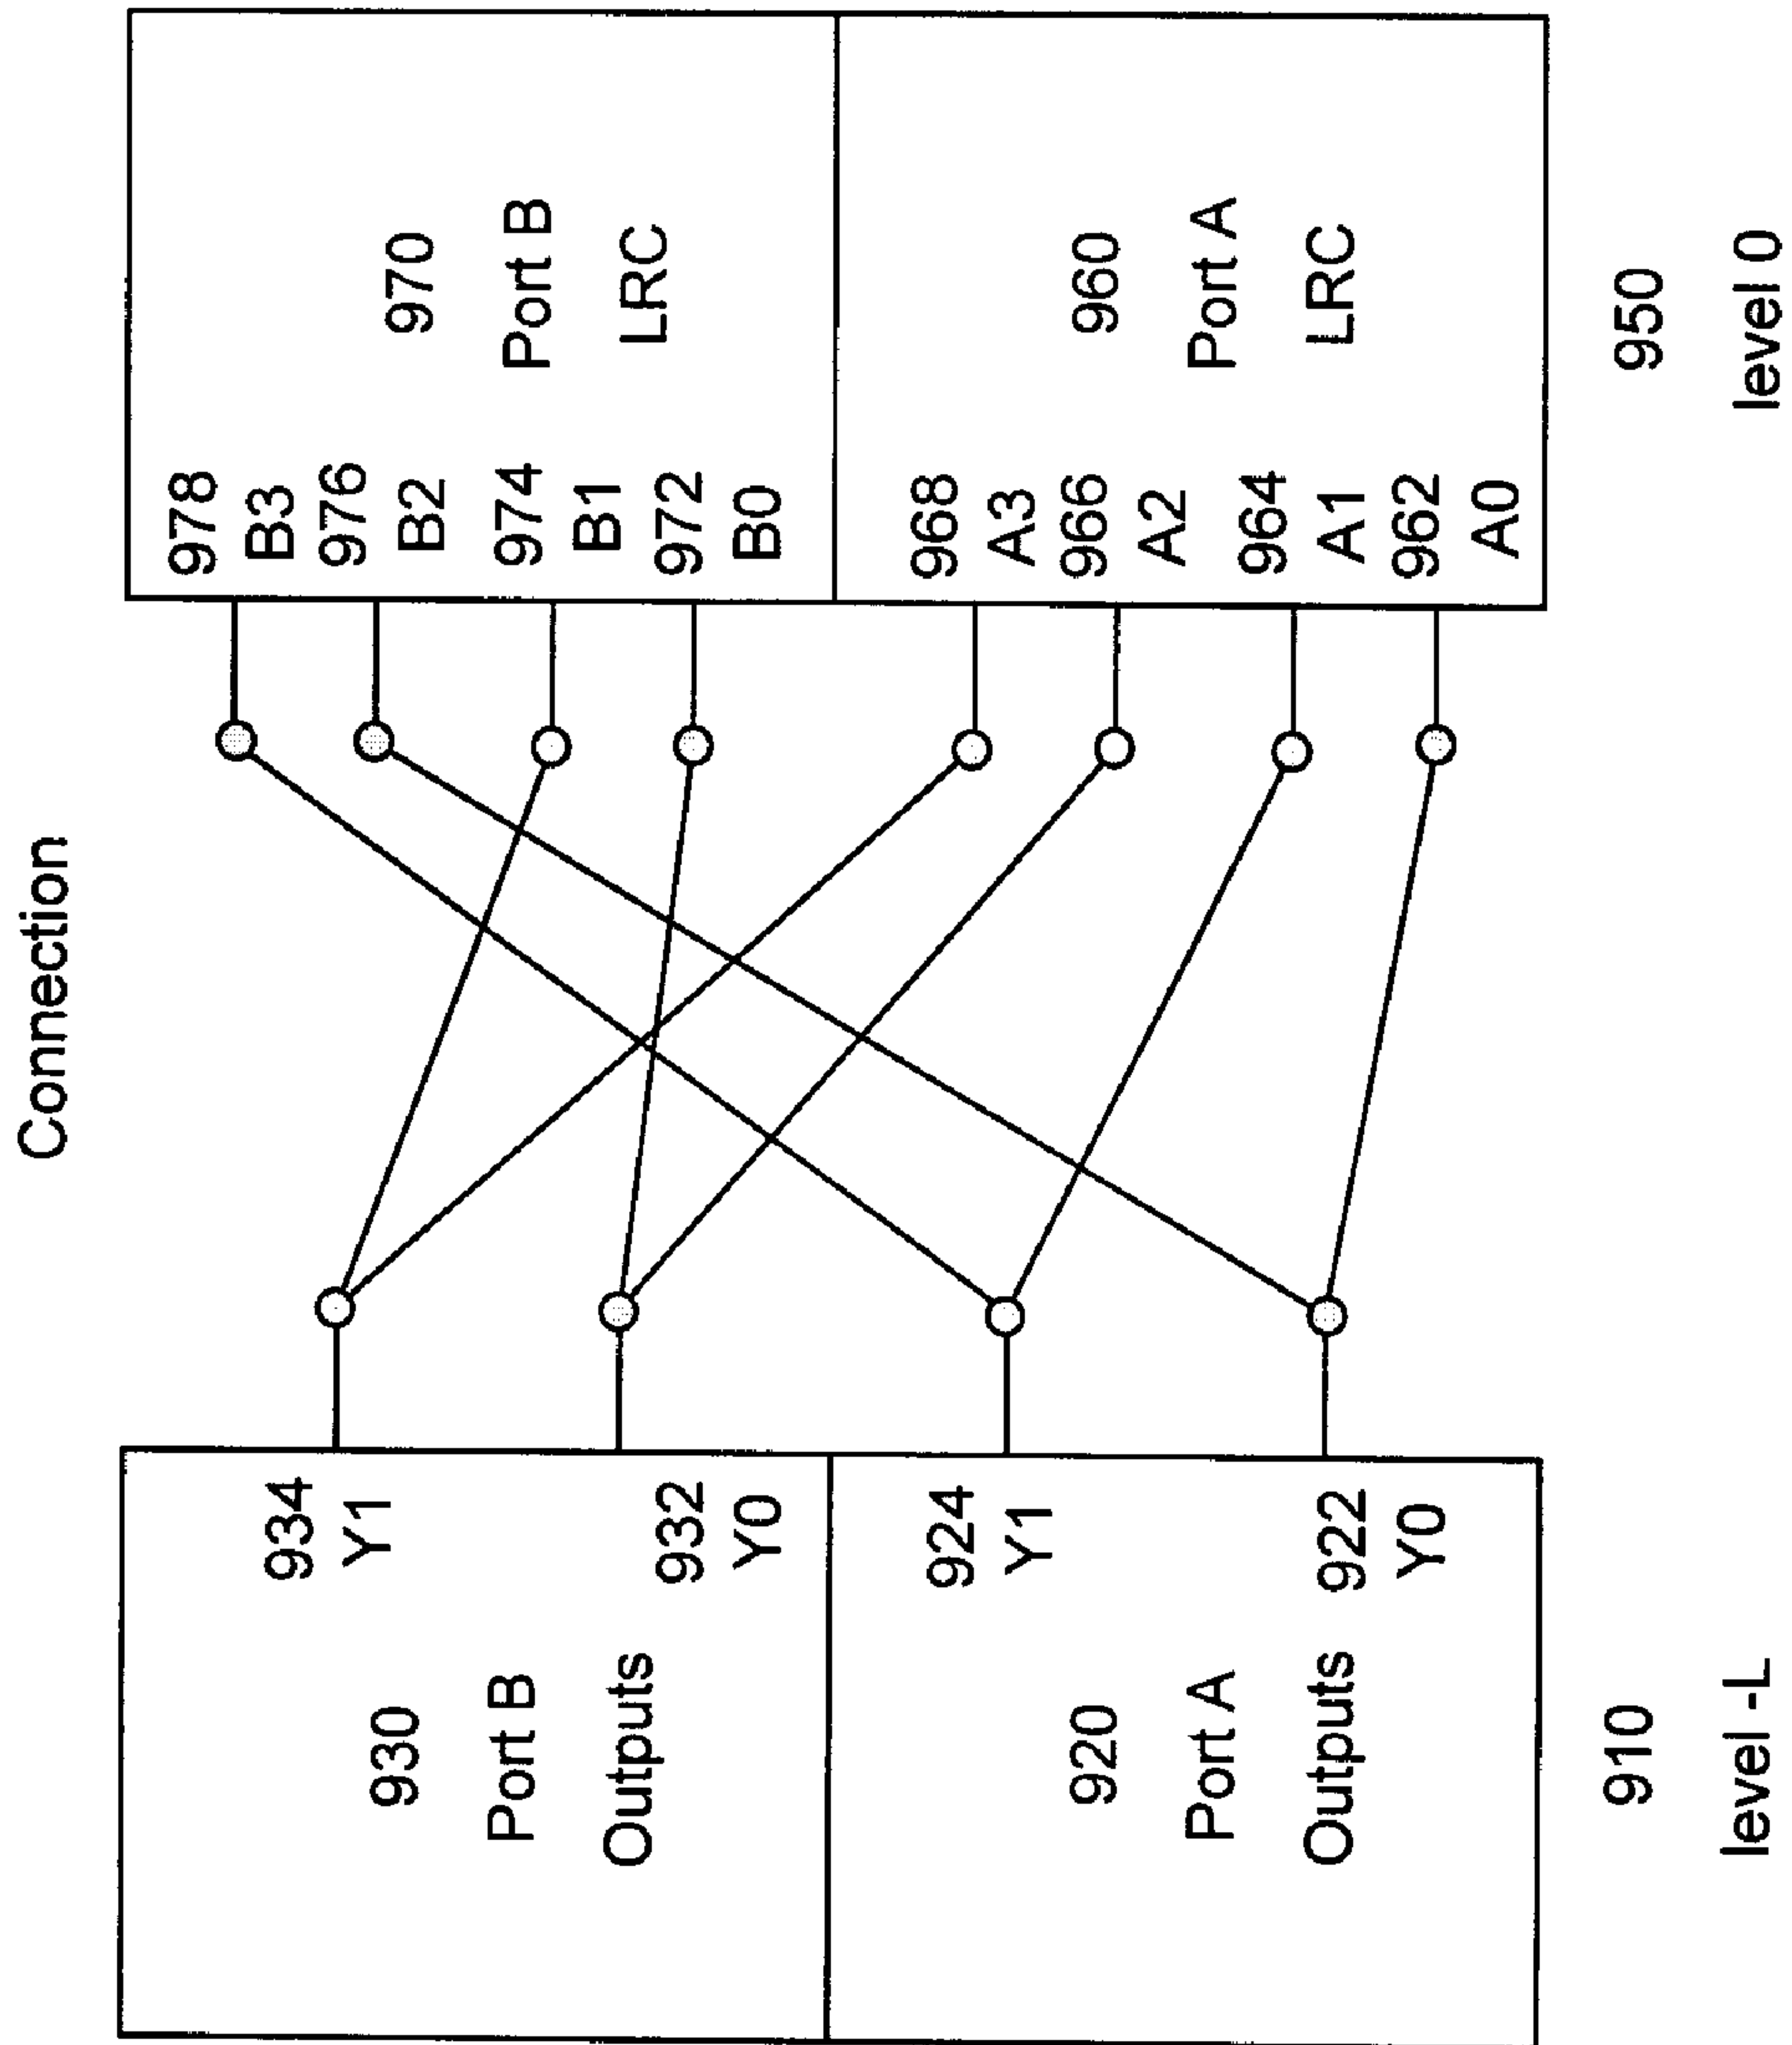 Connection
934
Y1
930
Port B
Outputs
932
Y0
924
Y1
920
Port A
Outputs
922
Y0
910
level -L
978
B3
976
B2
974
B1
972
B0
970
Port B
LRC
968
A3
966
A2
964
A1
962
A0
960
Port A
LRC
950
level 0